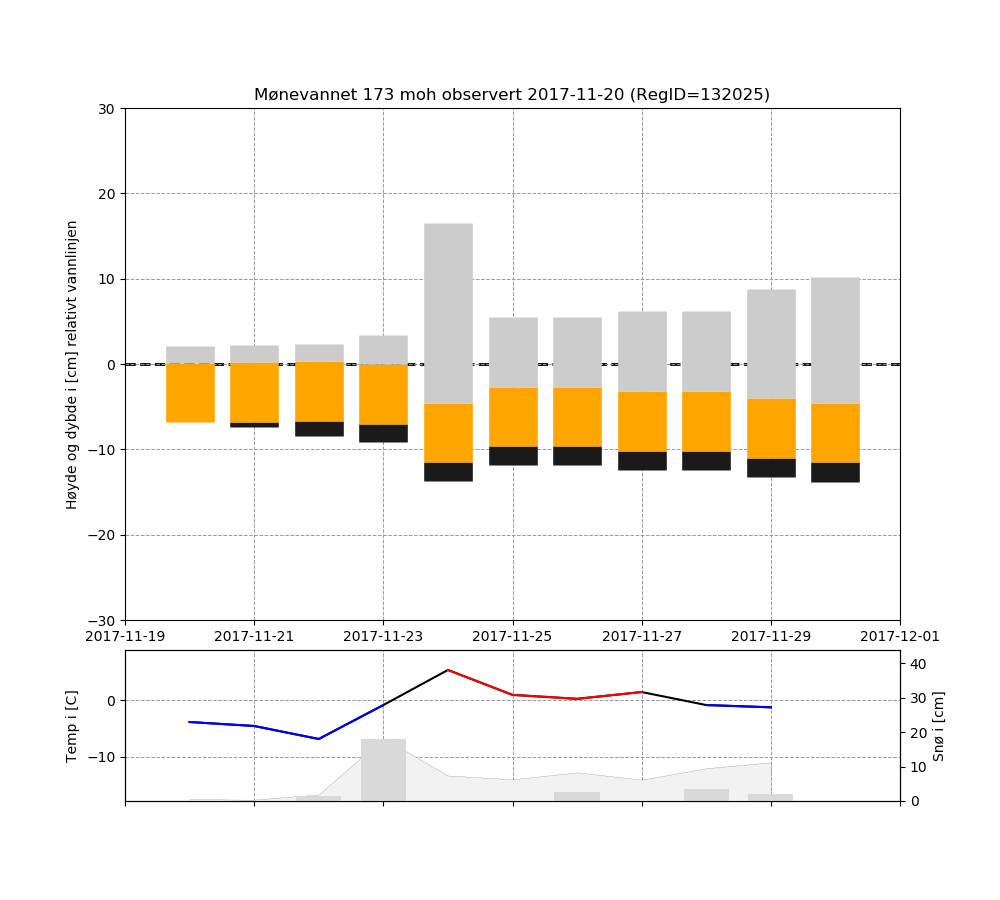 Mønevannet 173 moh observert 2017-11-20 (RegID=132025)
Høyde og dybde i [cm] relativt vannlinjen
30
20
10
0
−10
−20
−30
2017-11-19 2017-11-21 2017-11-23 2017-11-25 2017-11-27 2017-11-29 2017-12-01
Temp i [C]
0
−10
40
30
20
10
0
Snø i [cm]